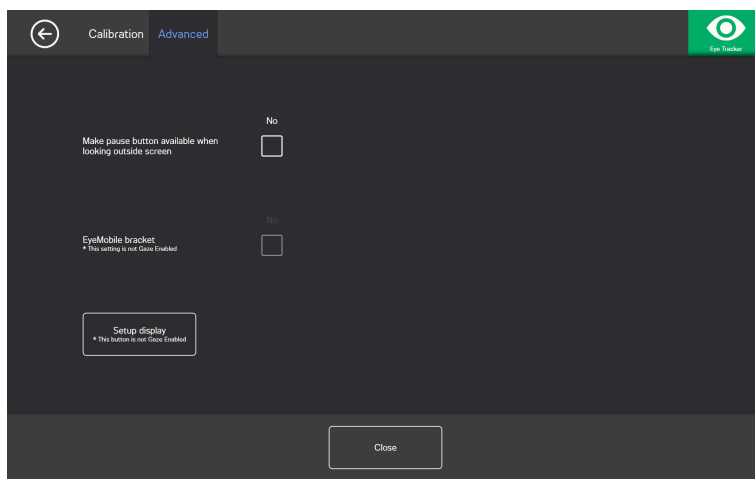 Calibration
Advanced
Eye Tracker
No
Make pause button available when
looking outside screen
No
EyeMobile bracket
* This setting is not Gaze Enabled
Setup display
* This button is not Gaze Enabled
Close